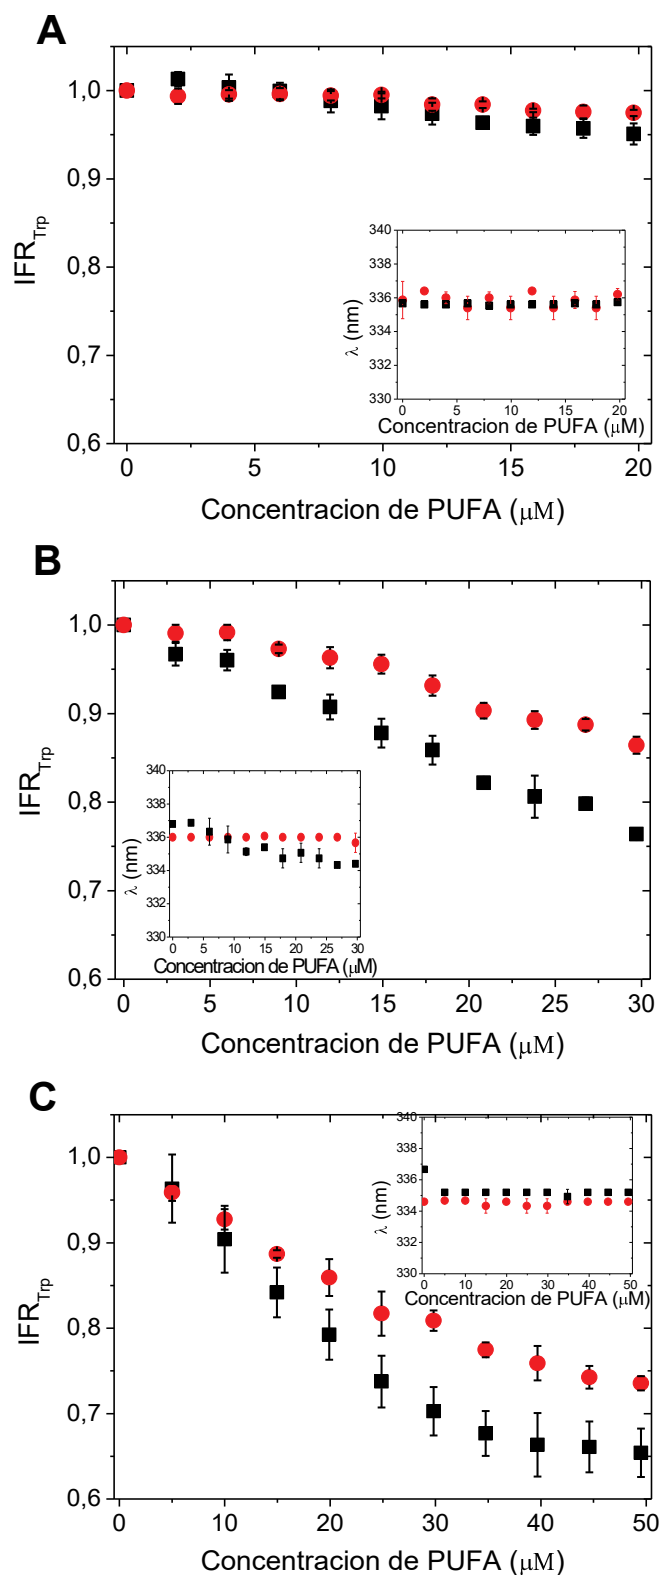 A
1,0
0,9
0,8
0,7
0,6
IFR_Trp
0 5 10 15 20
Concentracion de PUFA (μM)
340
338
336
334
332
330
λ (nm)
0 5 10 15 20
Concentracion de PUFA (μM)
B
1,0
0,9
0,8
0,7
0,6
IFR_Trp
0 5 10 15 20 25 30
Concentracion de PUFA (μM)
340
338
336
334
332
330
λ (nm)
0 5 10 15 20 25 30
Concentracion de PUFA (μM)
C
1,0
0,9
0,8
0,7
0,6
IFR_Trp
0 10 20 30 40 50
Concentracion de PUFA (μM)
340
338
336
334
332
330
λ (nm)
0 10 20 30 40 50
Concentracion de PUFA (μM)